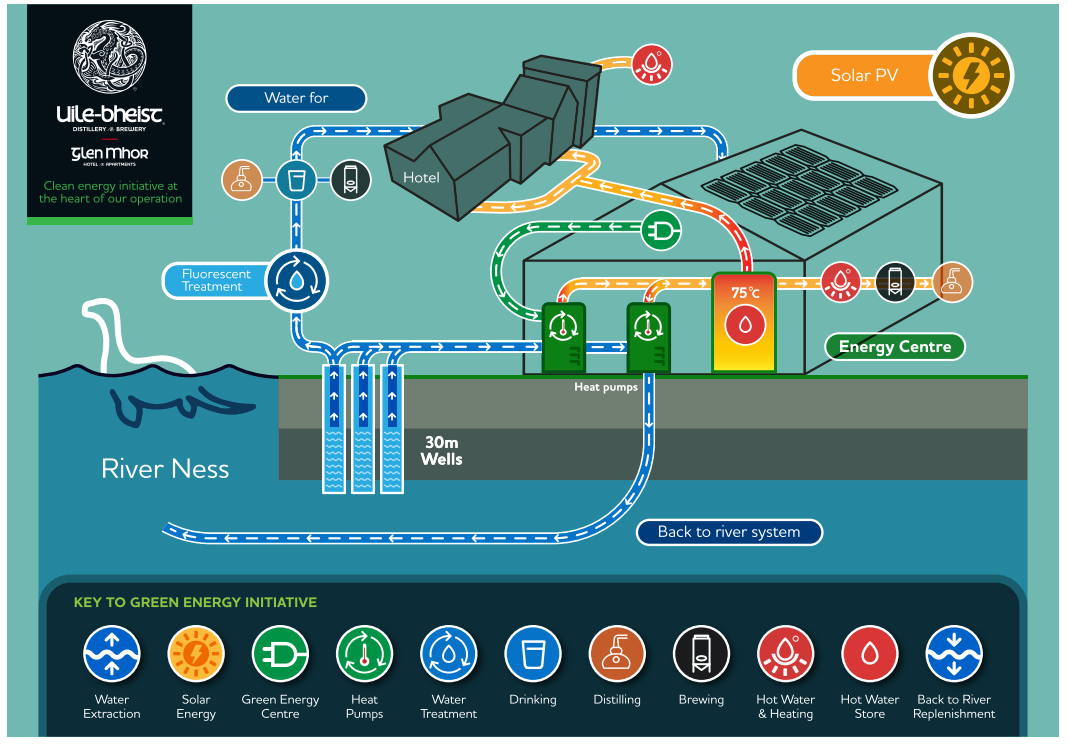 Uile-bheist
DISTILLERY & BREWERY
Glen Mhor
HOTEL & APARTMENTS
Clean energy initiative at
the heart of our operation
Water for
Solar PV
Hotel
Fluorescent
Treatment
75°C
Energy Centre
Heat pumps
30m
Wells
River Ness
Back to river system
KEY TO GREEN ENERGY INITIATIVE
Water
Extraction
Solar
Energy
Green Energy
Centre
Heat
Pumps
Water
Treatment
Drinking
Distilling
Brewing
Hot Water
& Heating
Hot Water
Store
Back to River
Replenishment